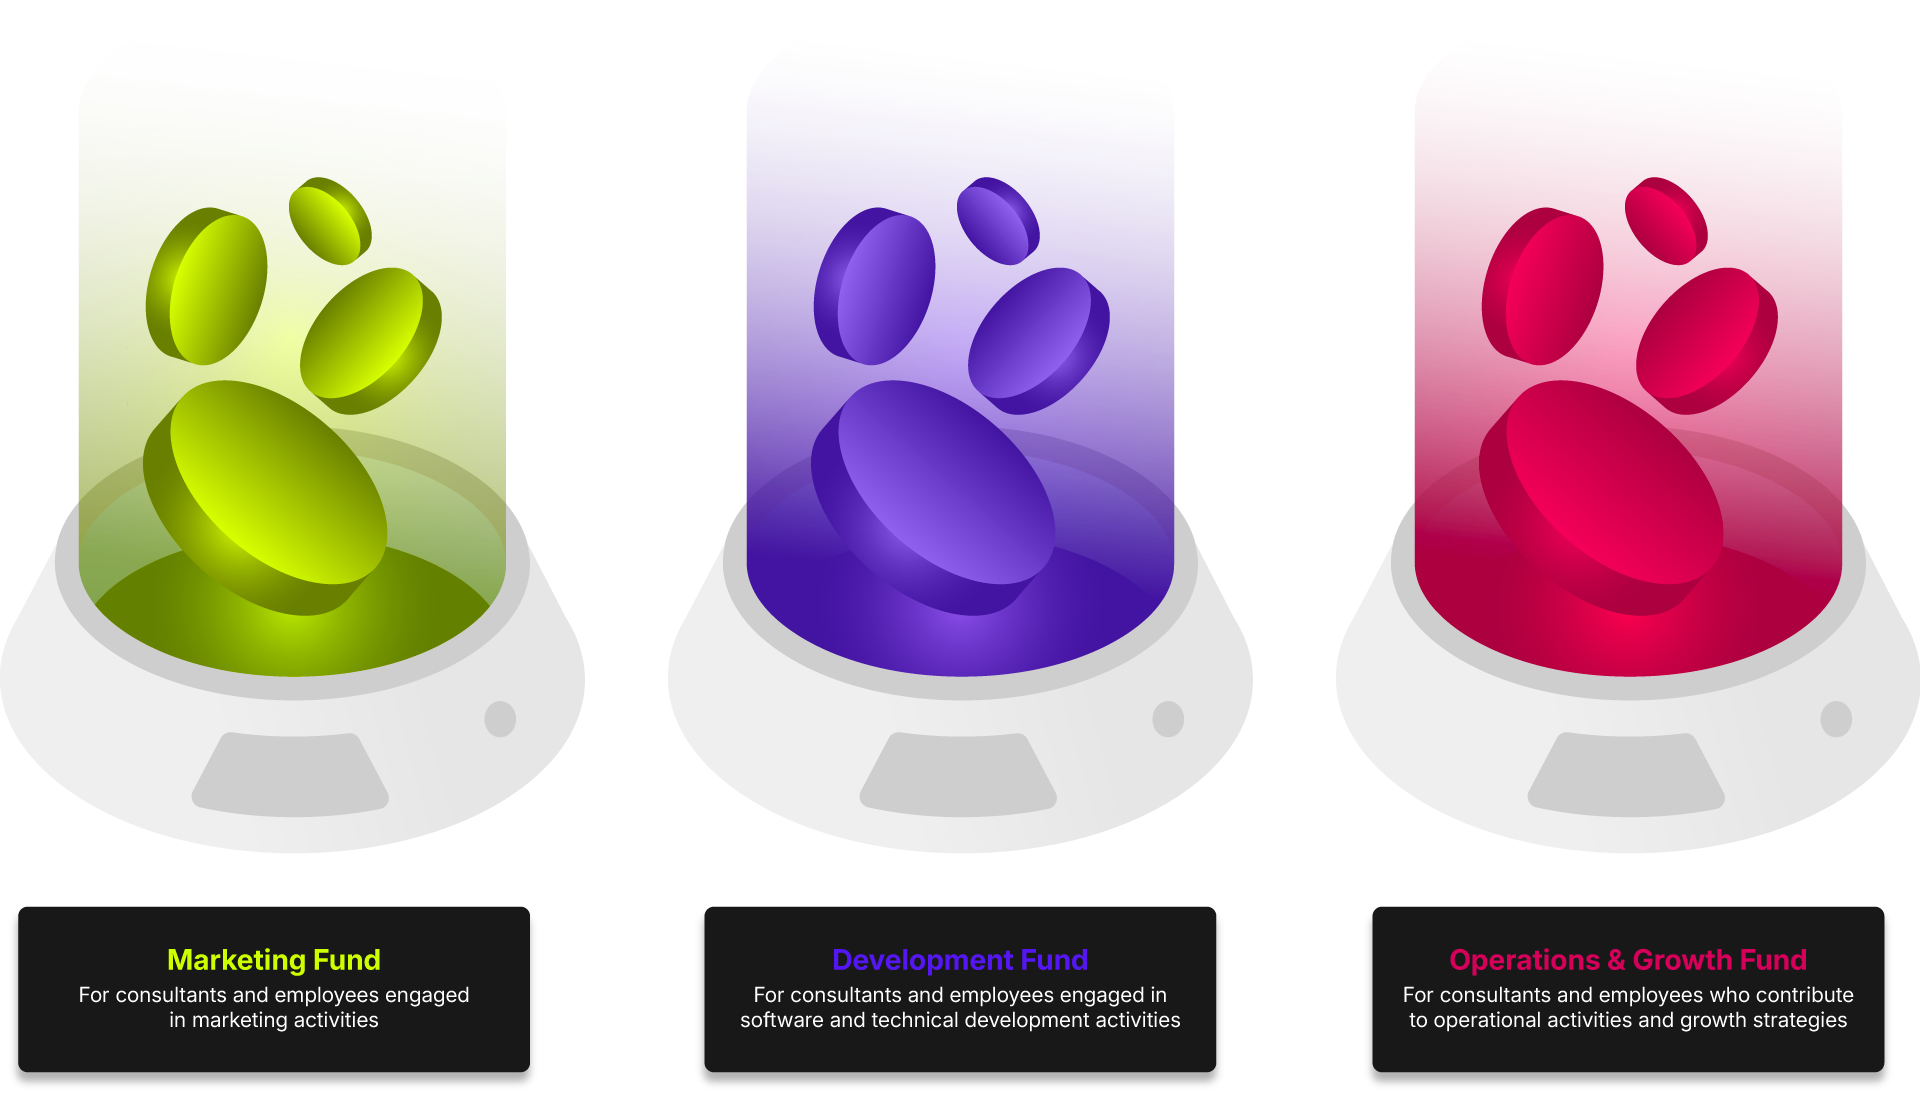 Marketing Fund
For consultants and employees engaged
in marketing activities
Development Fund
For consultants and employees engaged in
software and technical development activities
Operations & Growth Fund
For consultants and employees who contribute
to operational activities and growth strategies